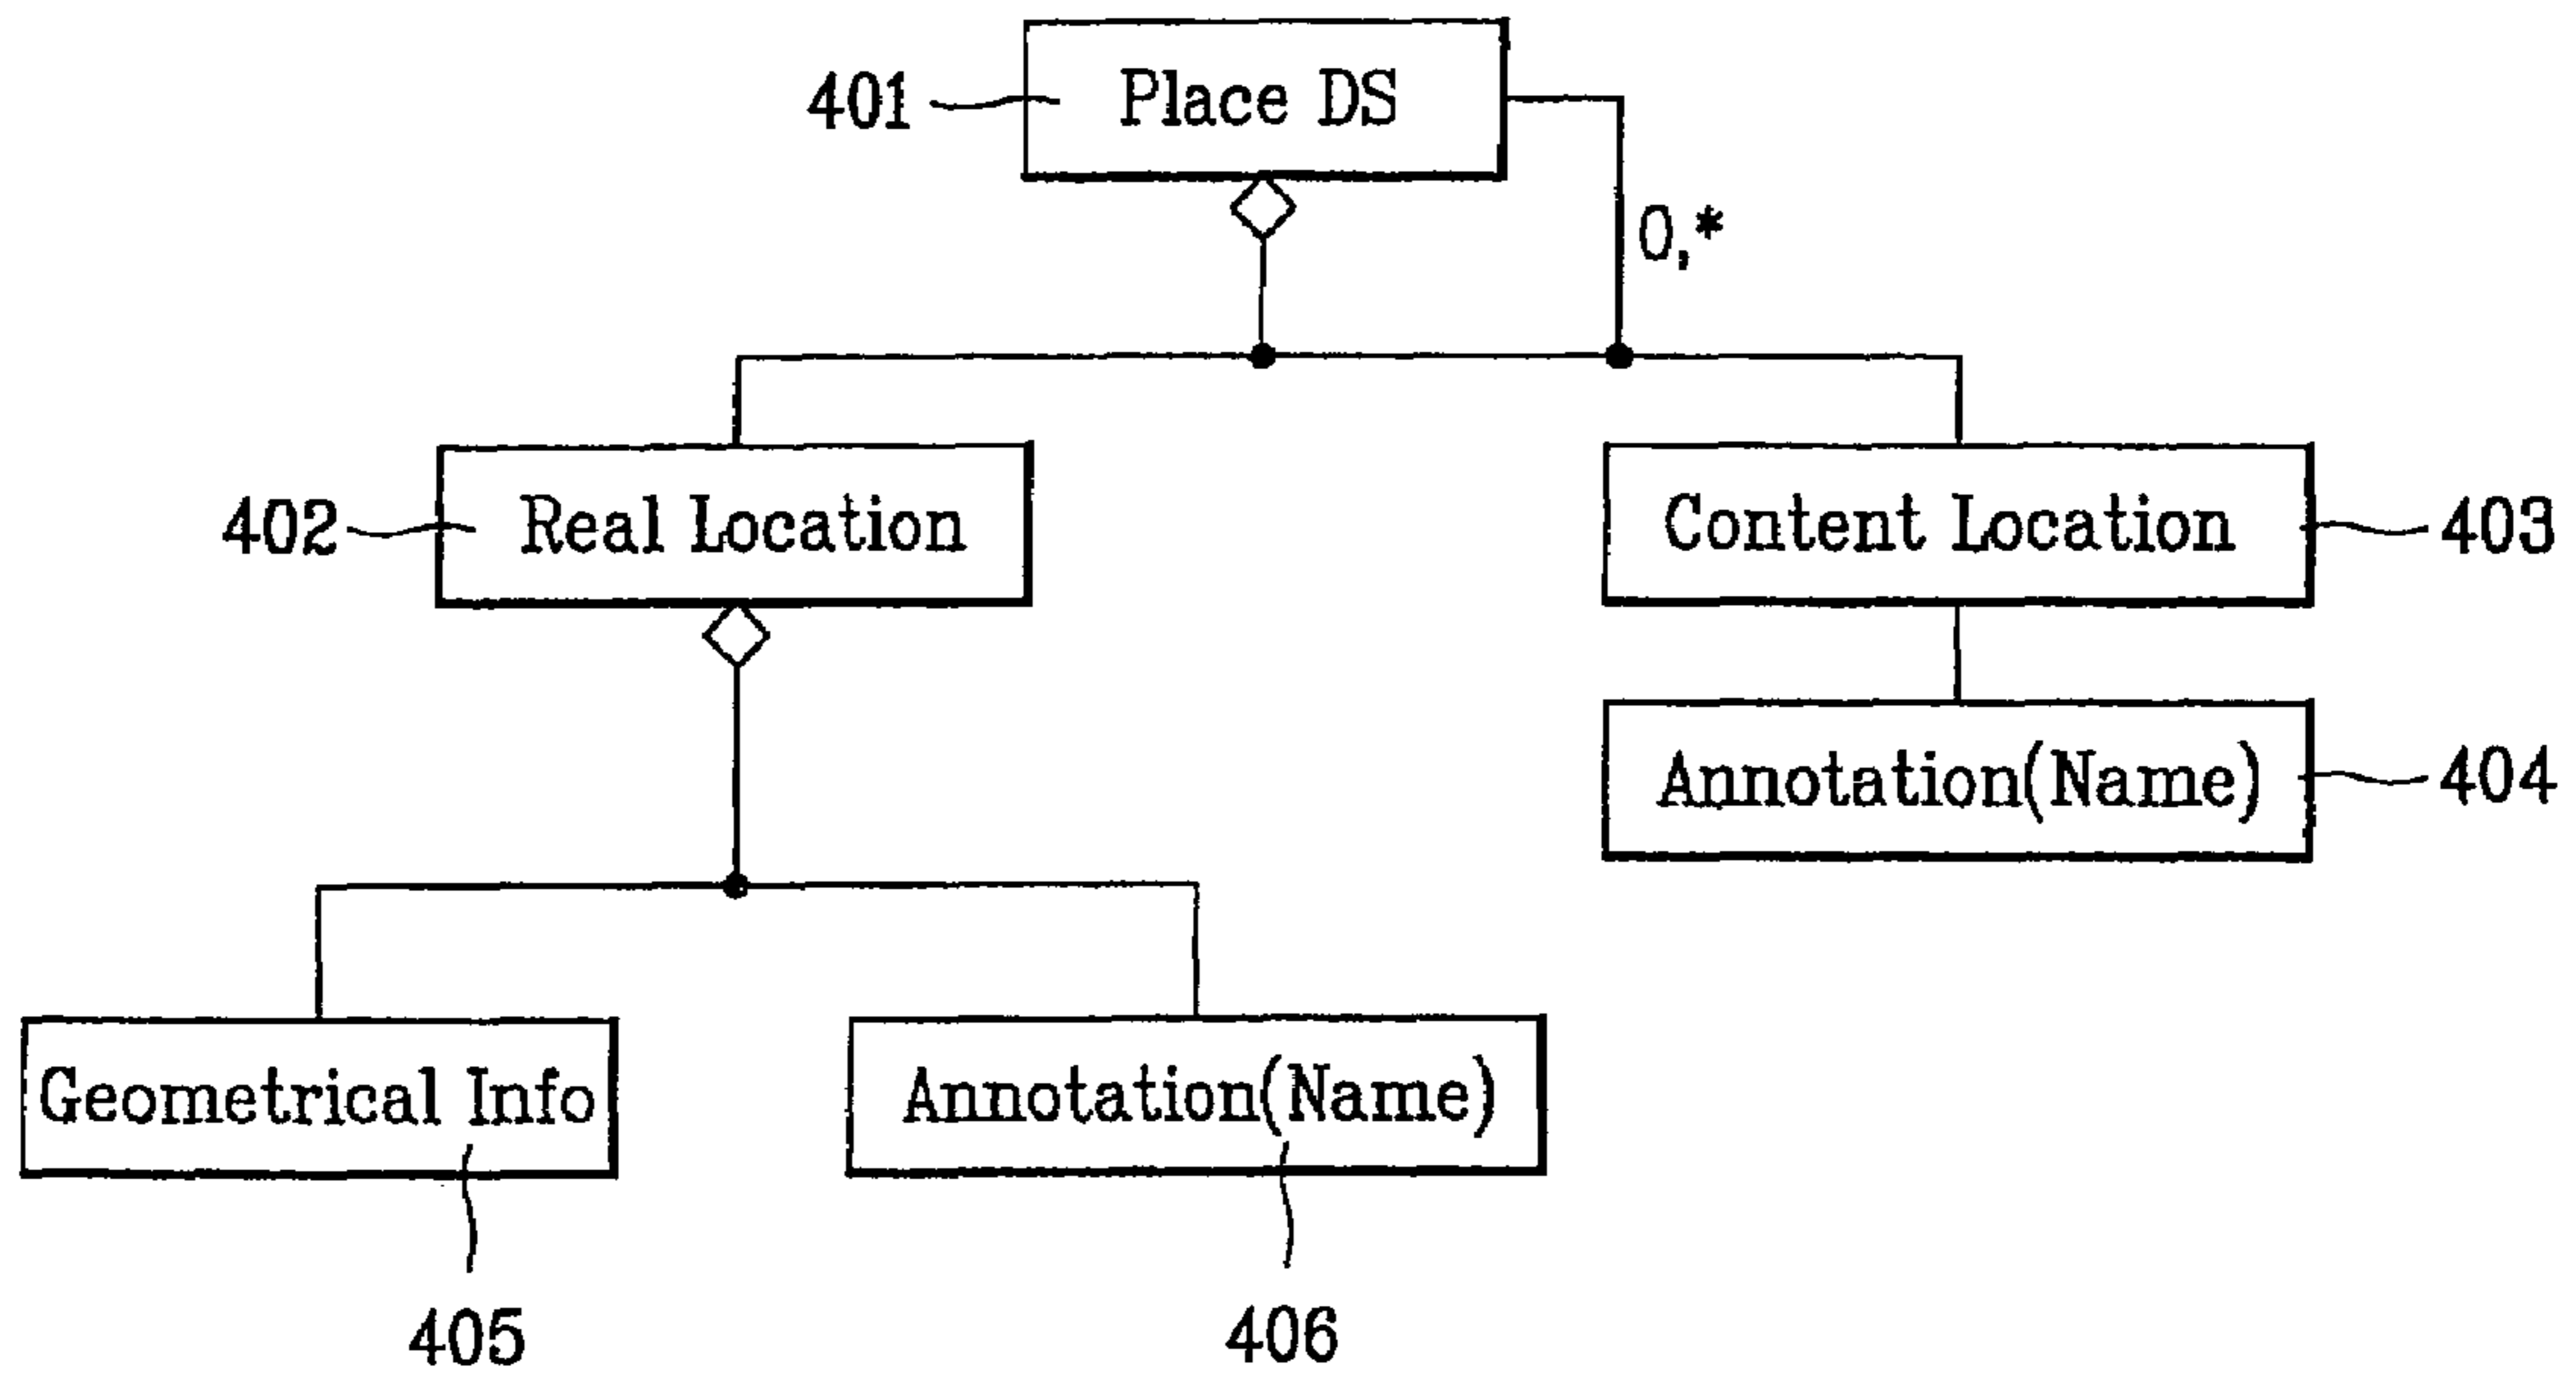 401
Place DS
0,*
402
Real Location
Content Location
403
Annotation(Name)
404
Geometrical Info
Annotation(Name)
405
406